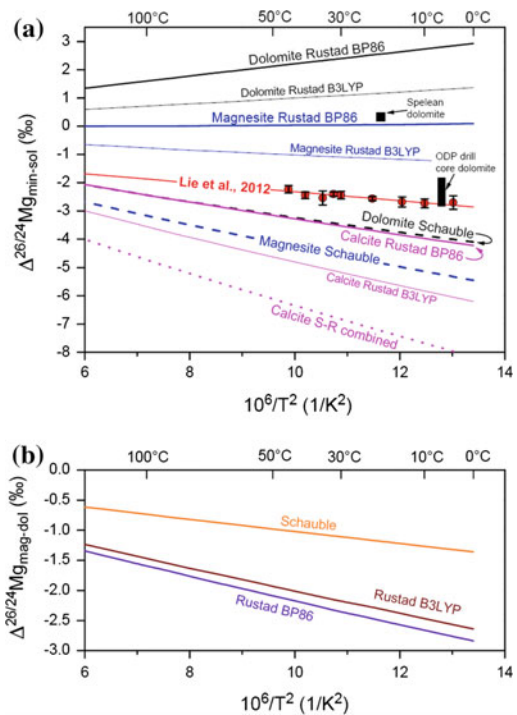 (a)
100°C 50°C 30°C 10°C 0°C
3
2
1
0
-1
-2
-3
-4
-5
-6
-7
-8
Δ26/24Mgmin-sol (‰)
Dolomite Rustad BP86
Dolomite Rustad B3LYP
Spelean
dolomite
Magnesite Rustad BP86
Magnesite Rustad B3LYP
ODP drill
core dolomite
Lie et al., 2012
Dolomite Schauble
Calcite Rustad BP86
Magnesite Schauble
Calcite Rustad B3LYP
Calcite S-R combined
6 8 10 12 14
10⁶/T² (1/K²)
(b)
100°C 50°C 30°C 10°C 0°C
0.0
-0.5
-1.0
-1.5
-2.0
-2.5
-3.0
Δ26/24Mgmag-dol (‰)
Schauble
Rustad B3LYP
Rustad BP86
6 8 10 12 14
10⁶/T² (1/K²)